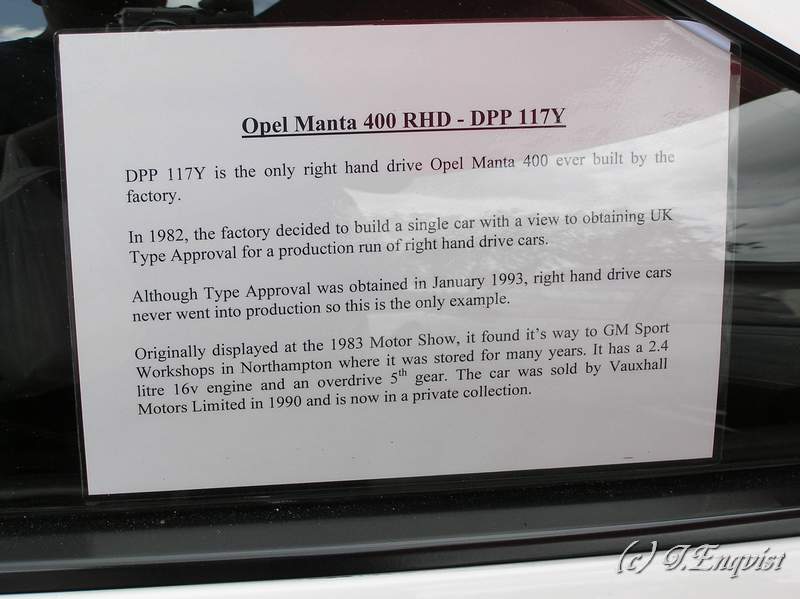 Opel Manta 400 RHD - DPP 117Y
DPP 117Y is the only right hand drive Opel Manta 400 ever built by the
factory.
In 1982, the factory decided to build a single car with a view to obtaining UK
Type Approval for a production run of right hand drive cars.
Although Type Approval was obtained in January 1993, right hand drive cars
never went into production so this is the only example.
Originally displayed at the 1983 Motor Show, it found it's way to GM Sport
Workshops in Northampton where it was stored for many years. It has a 2.4
litre 16v engine and an overdrive 5th gear. The car was sold by Vauxhall
Motors Limited in 1990 and is now in a private collection.
(c) T.Enqvist